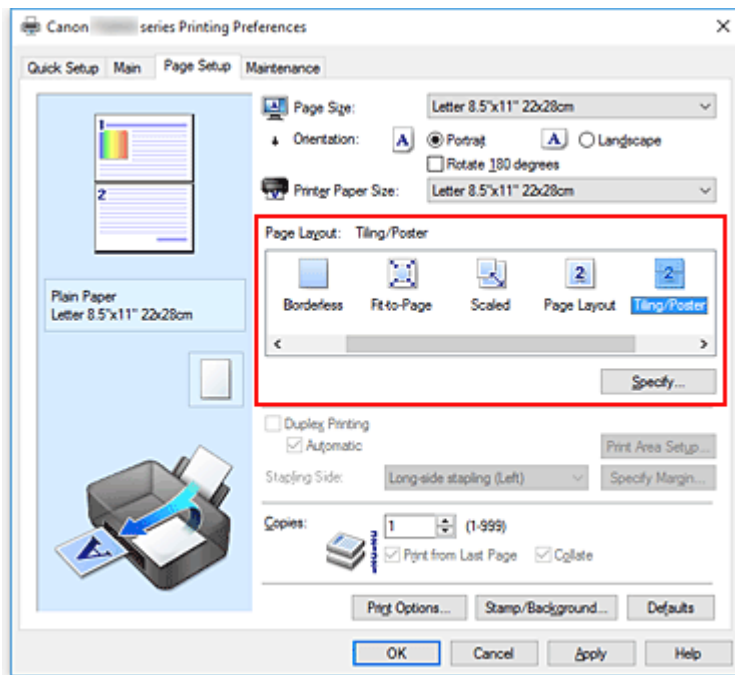 Canon series Printing Preferences
Quick Setup Main Page Setup Maintenance
1
2
Plain Paper
Letter 8.5"x11" 22x28cm
Page Size: Letter 8.5"x11" 22x28cm
Orientation: A Portrait A Landscape
Rotate 180 degrees
Printer Paper Size: Letter 8.5"x11" 22x28cm
Page Layout: Tiling/Poster
Borderless Fit-to-Page Scaled Page Layout Tiling/Poster
Specify...
Duplex Printing
Automatic Print Area Setup...
Stapling Side: Long-side stapling (Left) Specify Margin...
Copies: 1 (1-999)
Print from Last Page Collate
Print Options... Stamp/Background... Defaults
OK Cancel Apply Help